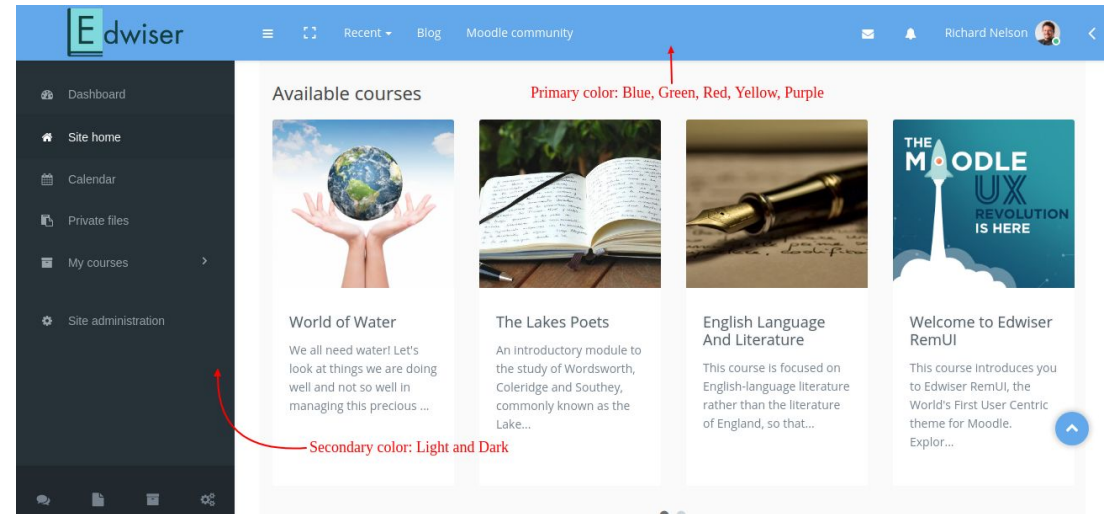 Edwiser
Recent Blog Moodle community
Richard Nelson
Dashboard
Site home
Calendar
Private files
My courses
Site administration
Available courses
Primary color: Blue, Green, Red, Yellow, Purple
THE
MOODLE
UX
REVOLUTION
IS HERE
World of Water
We all need water! Let's
look at things we are doing
well and not so well in
managing this precious ...
The Lakes Poets
An introductory module to
the study of Wordsworth,
Coleridge and Southey,
commonly known as the
Lake...
English Language
And Literature
This course is focused on
English-language literature
rather than the literature
of England, so that...
Welcome to Edwiser
RemUI
This course introduces you
to Edwiser RemUI, the
World's First User Centric
theme for Moodle.
Explor...
Secondary color: Light and Dark